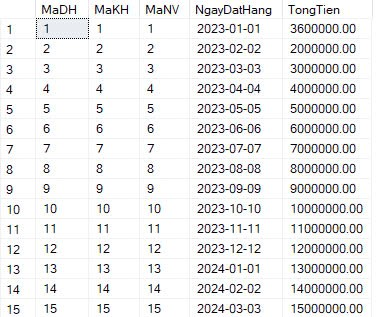 MaDH MaKH MaNV NgayDatHang TongTien
1 1 1 1 2023-01-01 3600000.00
2 2 2 2 2023-02-02 2000000.00
3 3 3 3 2023-03-03 3000000.00
4 4 4 4 2023-04-04 4000000.00
5 5 5 5 2023-05-05 5000000.00
6 6 6 6 2023-06-06 6000000.00
7 7 7 7 2023-07-07 7000000.00
8 8 8 8 2023-08-08 8000000.00
9 9 9 9 2023-09-09 9000000.00
10 10 10 10 2023-10-10 10000000.00
11 11 11 11 2023-11-11 11000000.00
12 12 12 12 2023-12-12 12000000.00
13 13 13 13 2024-01-01 13000000.00
14 14 14 14 2024-02-02 14000000.00
15 15 15 15 2024-03-03 15000000.00